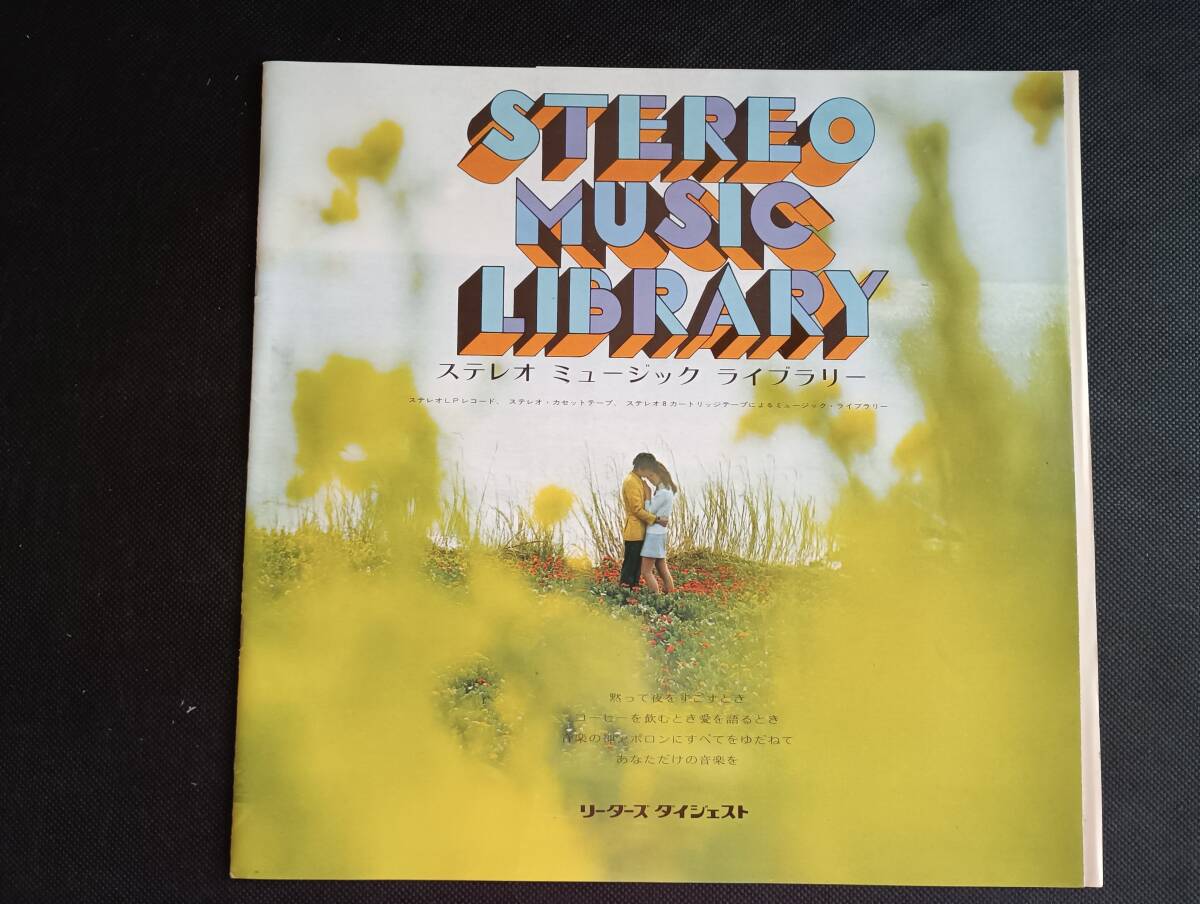 STEREO
MUSIC
LIBRARY
ステレオ ミュージック ライブラリー
ステレオLPレコード、ステレオ・カセットテープ、ステレオ8カートリッジテープによるミュージック・ライブラリー
黙って夜をすごすとき
コーヒーを飲むとき愛を語るとき
音楽の神アポロンにすべてをゆだねて
あなただけの音楽を
リーダーズ ダイジェスト